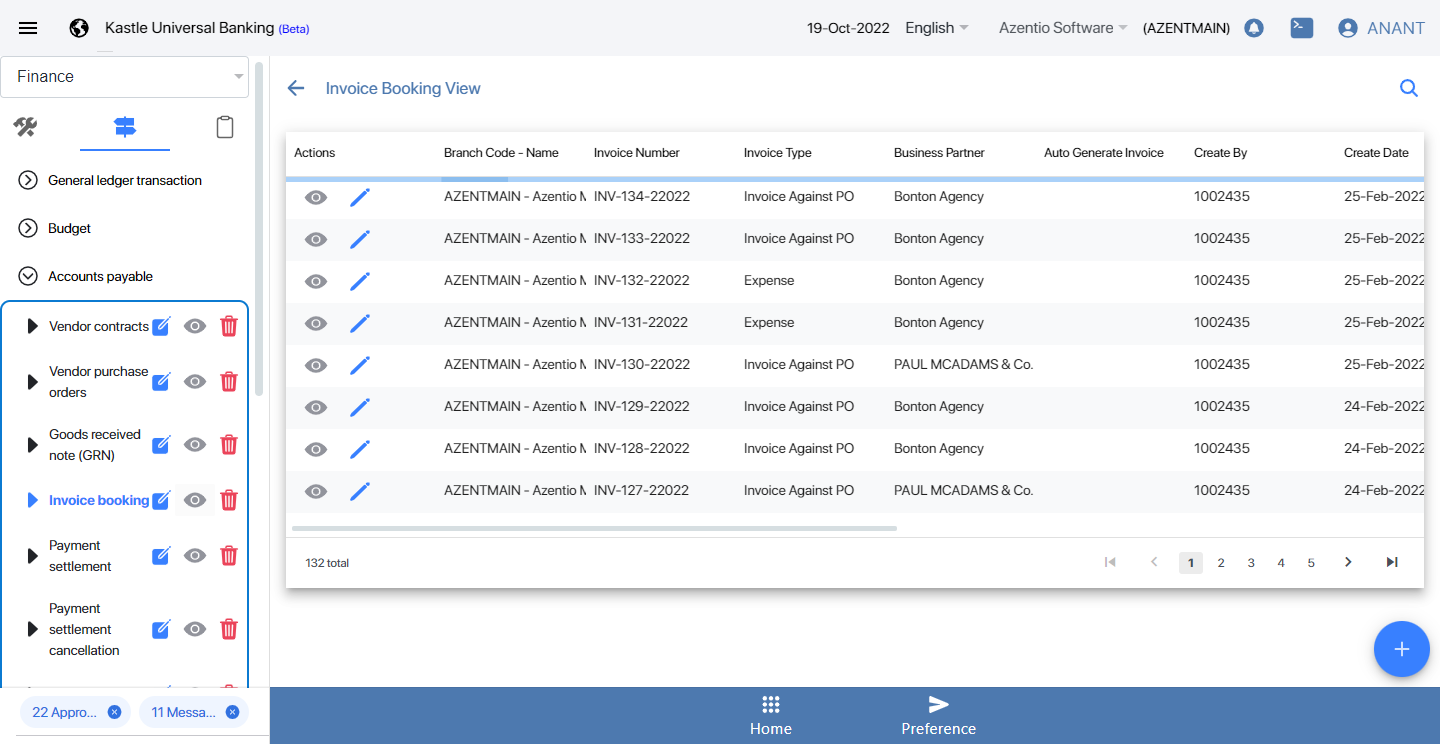 Kastle Universal Banking (Beta)
19-Oct-2022 English Azentio Software (AZENTMAIN) ANANT
Finance
Invoice Booking View
General ledger transaction
Budget
Accounts payable
Vendor contracts
Vendor purchase
orders
Goods received
note (GRN)
Invoice booking
Payment
settlement
Payment
settlement
cancellation
22 Appro... 11 Messa...
Actions Branch Code - Name Invoice Number Invoice Type Business Partner Auto Generate Invoice Create By Create Date
AZENTMAIN - Azentio M INV-134-22022 Invoice Against PO Bonton Agency 1002435 25-Feb-2022
AZENTMAIN - Azentio M INV-133-22022 Invoice Against PO Bonton Agency 1002435 25-Feb-2022
AZENTMAIN - Azentio M INV-132-22022 Expense Bonton Agency 1002435 25-Feb-2022
AZENTMAIN - Azentio M INV-131-22022 Expense Bonton Agency 1002435 25-Feb-2022
AZENTMAIN - Azentio M INV-130-22022 Invoice Against PO PAUL MCADAMS & Co. 1002435 25-Feb-2022
AZENTMAIN - Azentio M INV-129-22022 Invoice Against PO Bonton Agency 1002435 24-Feb-2022
AZENTMAIN - Azentio M INV-128-22022 Invoice Against PO Bonton Agency 1002435 24-Feb-2022
AZENTMAIN - Azentio M INV-127-22022 Invoice Against PO PAUL MCADAMS & Co. 1002435 24-Feb-2022
132 total 1 2 3 4 5
Home Preference